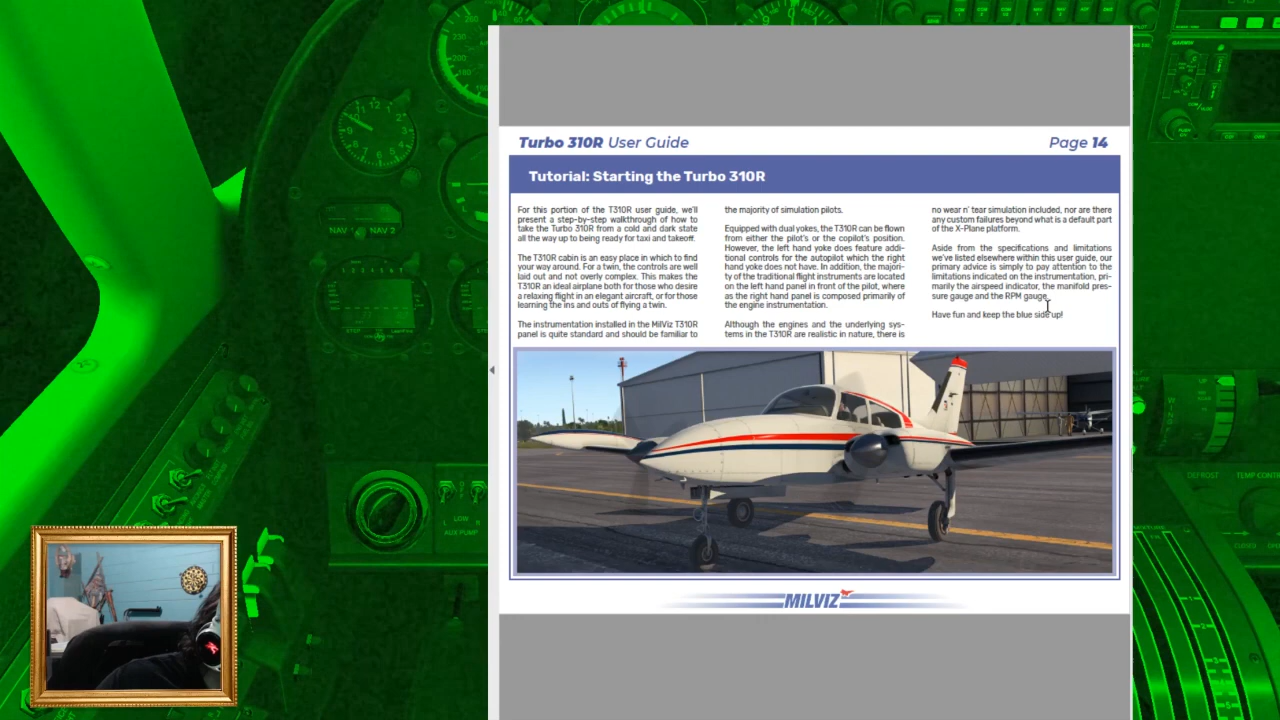 Turbo 310R User Guide
Page 14
Tutorial: Starting the Turbo 310R
For this portion of the T310R user guide, we'll
present a step-by-step walkthrough of how to
take the Turbo 310R from a cold and dark state
all the way up to being ready for taxi and takeoff.
The T310R cabin is an easy place in which to find
your way around. For a twin, the controls are well
laid out and not overly complex. This makes the
T310R an ideal airplane both for those who desire
a relaxing flight in an elegant aircraft, or for those
learning the ins and outs of flying a twin.
The instrumentation installed in the MilViz T310R
panel is quite standard and should be familiar to
the majority of simulation pilots.
Equipped with dual yokes, the T310R can be flown
from either the pilot's or the copilot's position.
However, the left hand yoke does feature addi-
tional controls for the autopilot which the right
hand yoke does not have. In addition, the majori-
ty of the traditional flight instruments are located
on the left hand panel in front of the pilot, where
as the right hand panel is composed primarily of
the engine instrumentation.
Although the engines and the underlying sys-
tems in the T310R are realistic in nature, there is
no wear n' tear simulation included, nor are there
any custom failures beyond what is a default part
of the X-Plane platform.
Aside from the specifications and limitations
we've listed elsewhere within this user guide, our
primary advice is simply to pay attention to the
limitations indicated on the instrumentation, pri-
marily the airspeed indicator, the manifold pres-
sure gauge and the RPM gauge.
Have fun and keep the blue side up!
MILVIZ
NAV 1 NAV 2
L LOW R
AUX PUMP
GARMIN
DEFROST
TEMP CONTROL